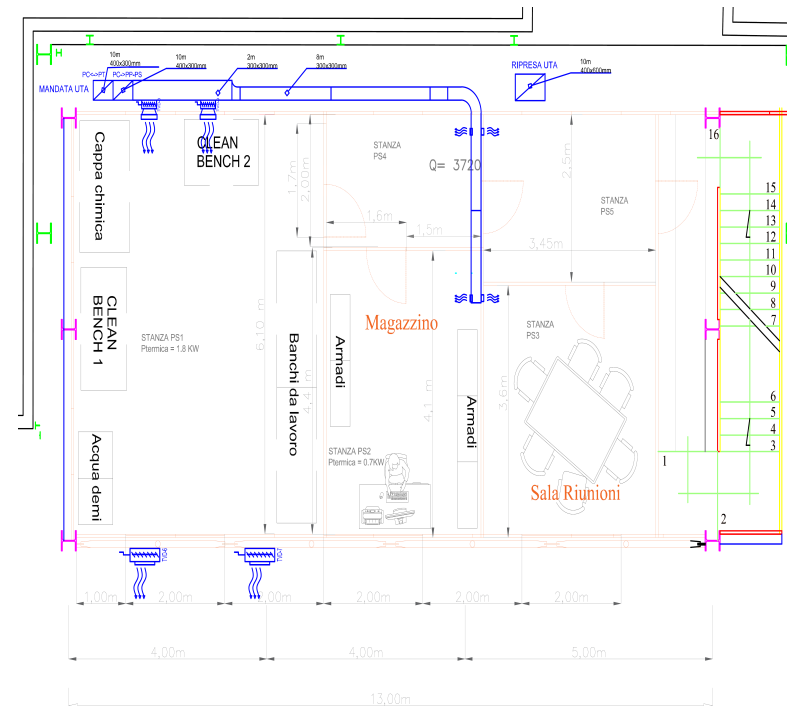 10m
400x300mm
10m
400x300mm
2m
300x300mm
8m
300x300mm
RIPRESA UTA
10m
400x600mm
PC<->PT
PC->PP-PS
MANDATA UTA
16
Cappa chimica
CLEAN
BENCH 2
STANZA
PS4
Q= 3720
1,7m
2,00m
2,5m
1,6m
1,5m
3,45m
STANZA
PS5
15
14
13
12
11
10
9
8
7
6
5
4
3
1
2
CLEAN
BENCH 1
STANZA PS1
Ptermica = 1.8 KW
6,10 m
Banchi da lavoro
4,4 m
Armadi
Magazzino
4,1 m
Armadi
STANZA
PS3
3,6m
Acqua demi
STANZA PS2
Ptermica = 0.7KW
Sala Riunioni
1,00m
2,00m
2,00m
2,00m
2,00m
2,00m
4,00m
4,00m
5,00m
13,00m